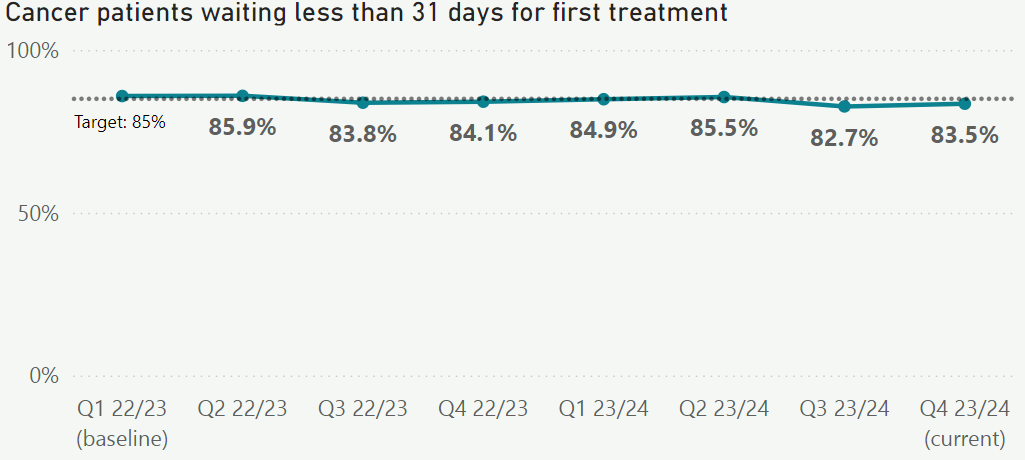 Cancer patients waiting less than 31 days for first treatment
100%
Target: 85%
85.9%
83.8%
84.1%
84.9%
85.5%
82.7%
83.5%
50%
0%
Q1 22/23 Q2 22/23 Q3 22/23 Q4 22/23 Q1 23/24 Q2 23/24 Q3 23/24 Q4 23/24
(baseline) (current)